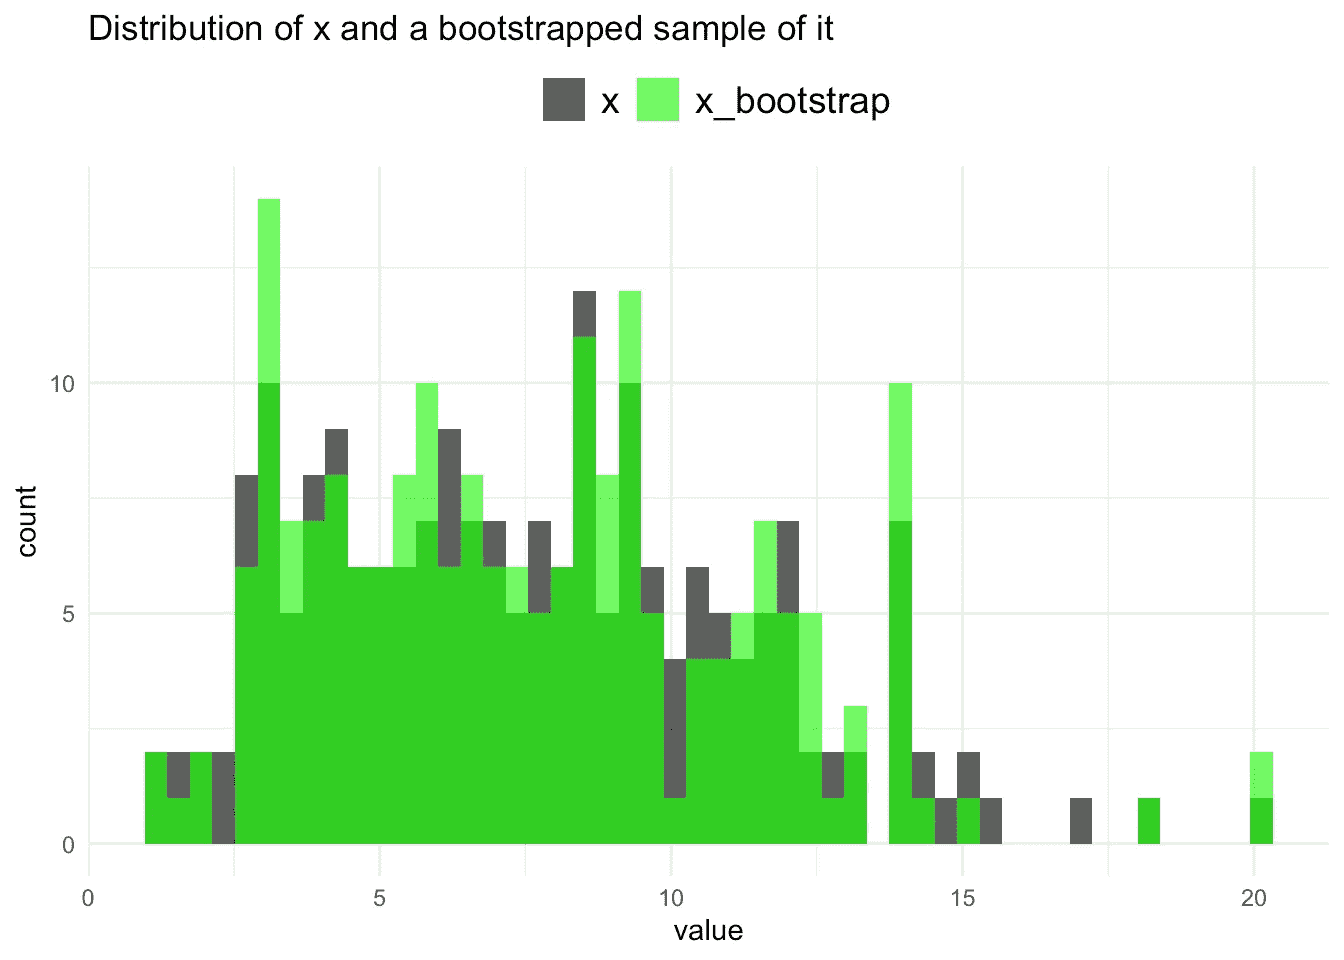 Distribution of x and a bootstrapped sample of it
x x_bootstrap
10
5
0
count
0 5 10 15 20
value